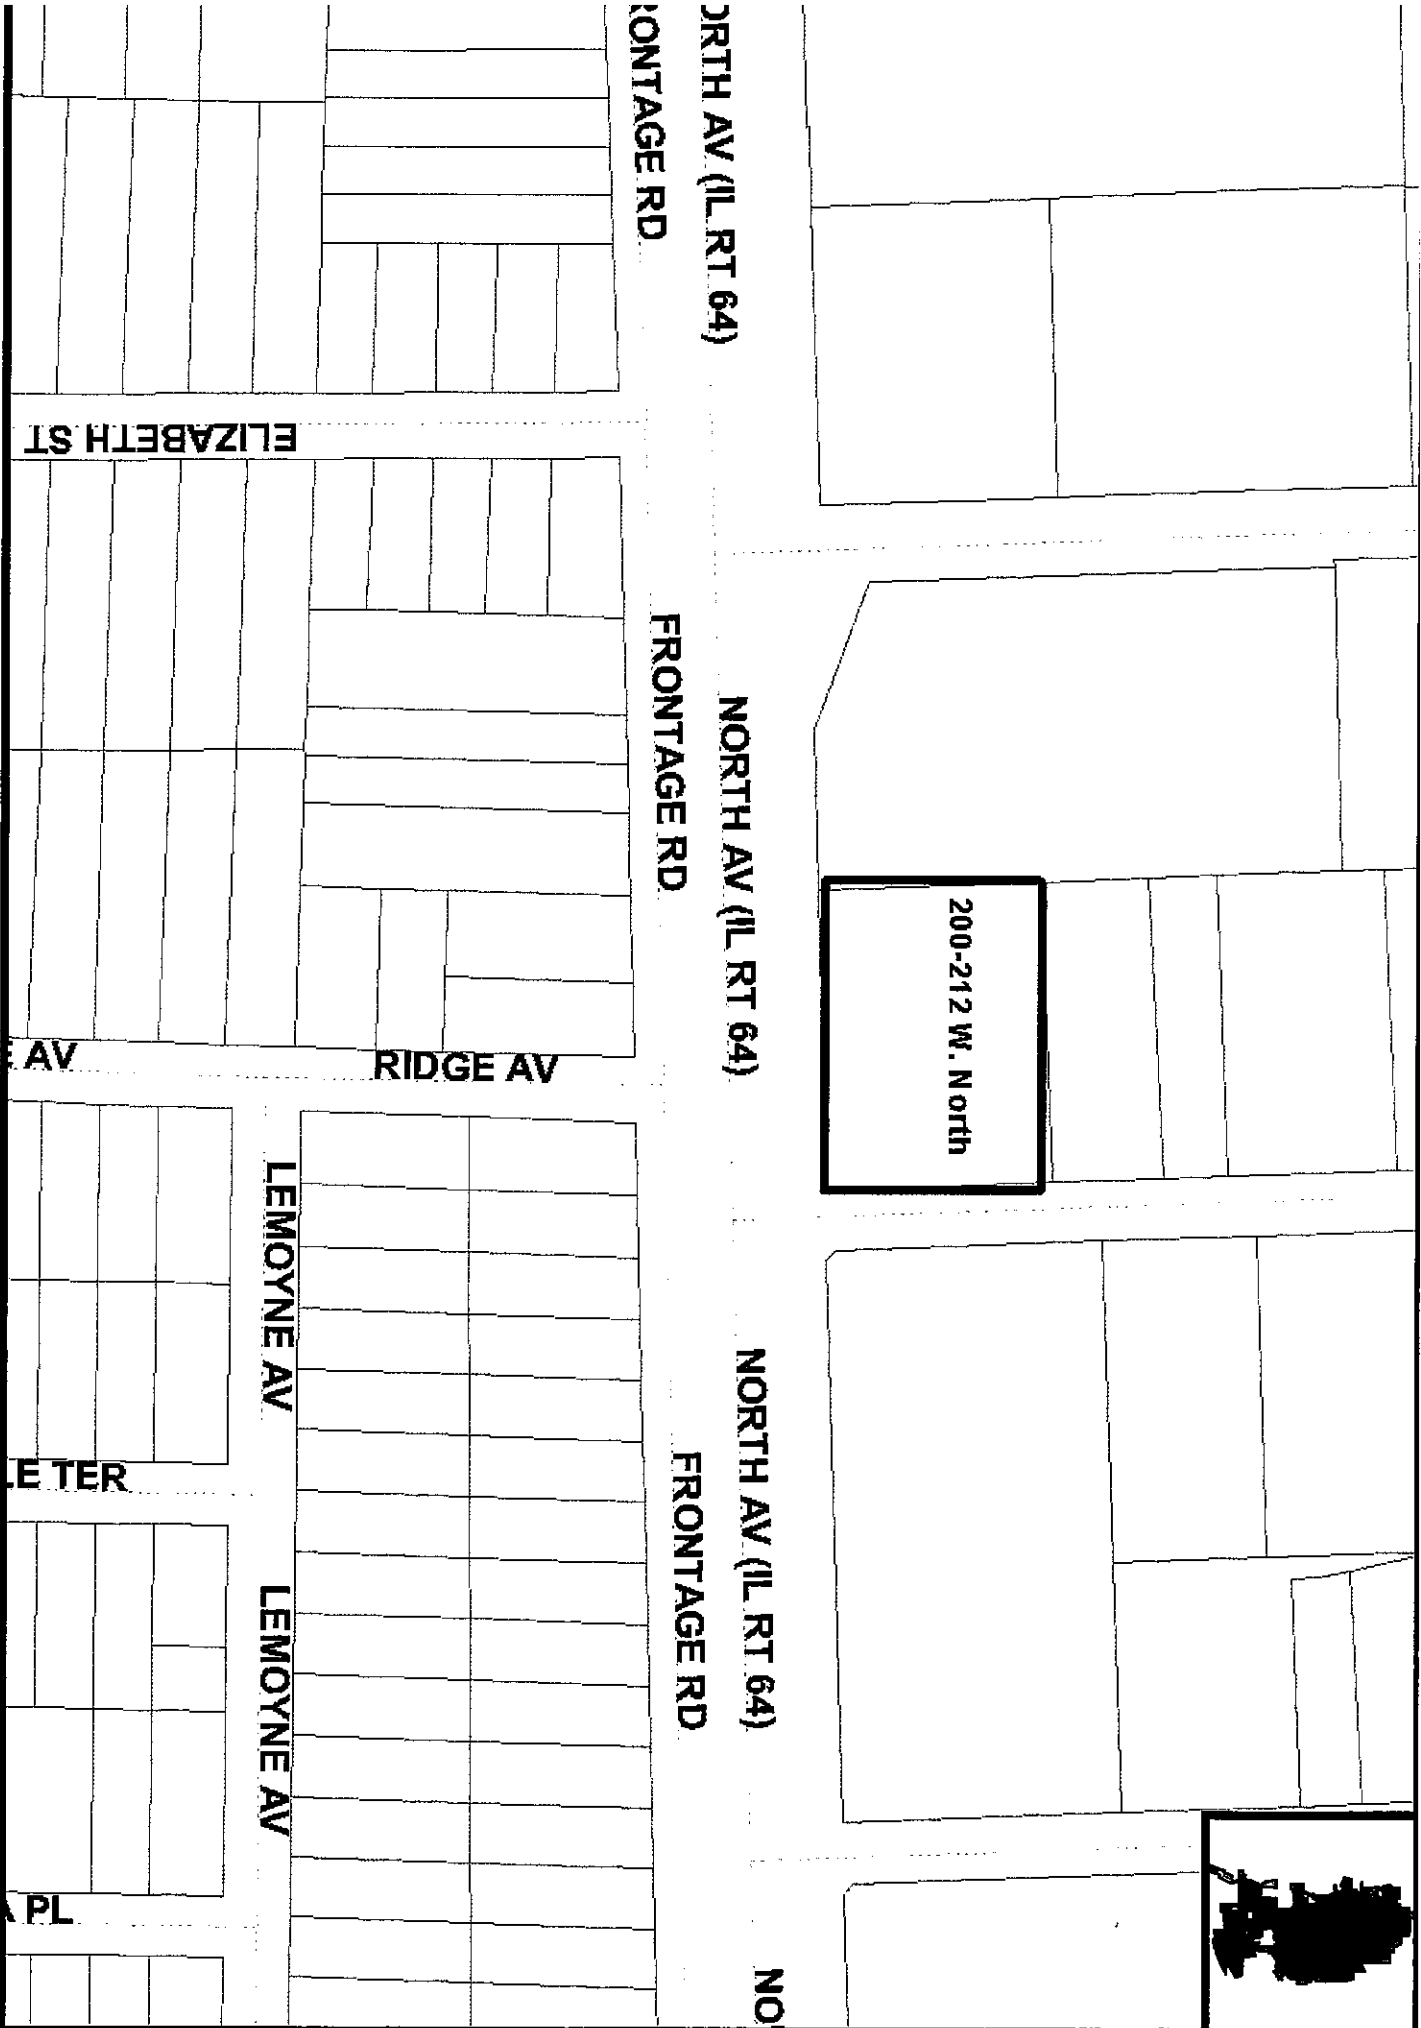 ORTH AV (IL RT 64)
RONTAGE RD
ELIZABETH ST
FRONTAGE RD
NORTH AV (IL RT 64)
200-212 W. North
E AV
RIDGE AV
LEMOYNE AV
NORTH AV (IL RT 64)
FRONTAGE RD
LE TER
LEMOYNE AV
A PL
NO